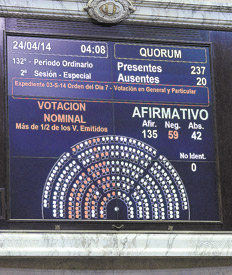 24/04/14 04:08
QUORUM
132° - Periodo Ordinario
2° Sesión - Especial
Presentes 237
Ausentes 20
Expediente 03-S-14 Orden del Día 7 - Votación en General y Particular
VOTACION
NOMINAL
Más de 1/2 de los V. Emitidos
AFIRMATIVO
Afir. Neg. Abs.
135 59 42
No Ident.
0